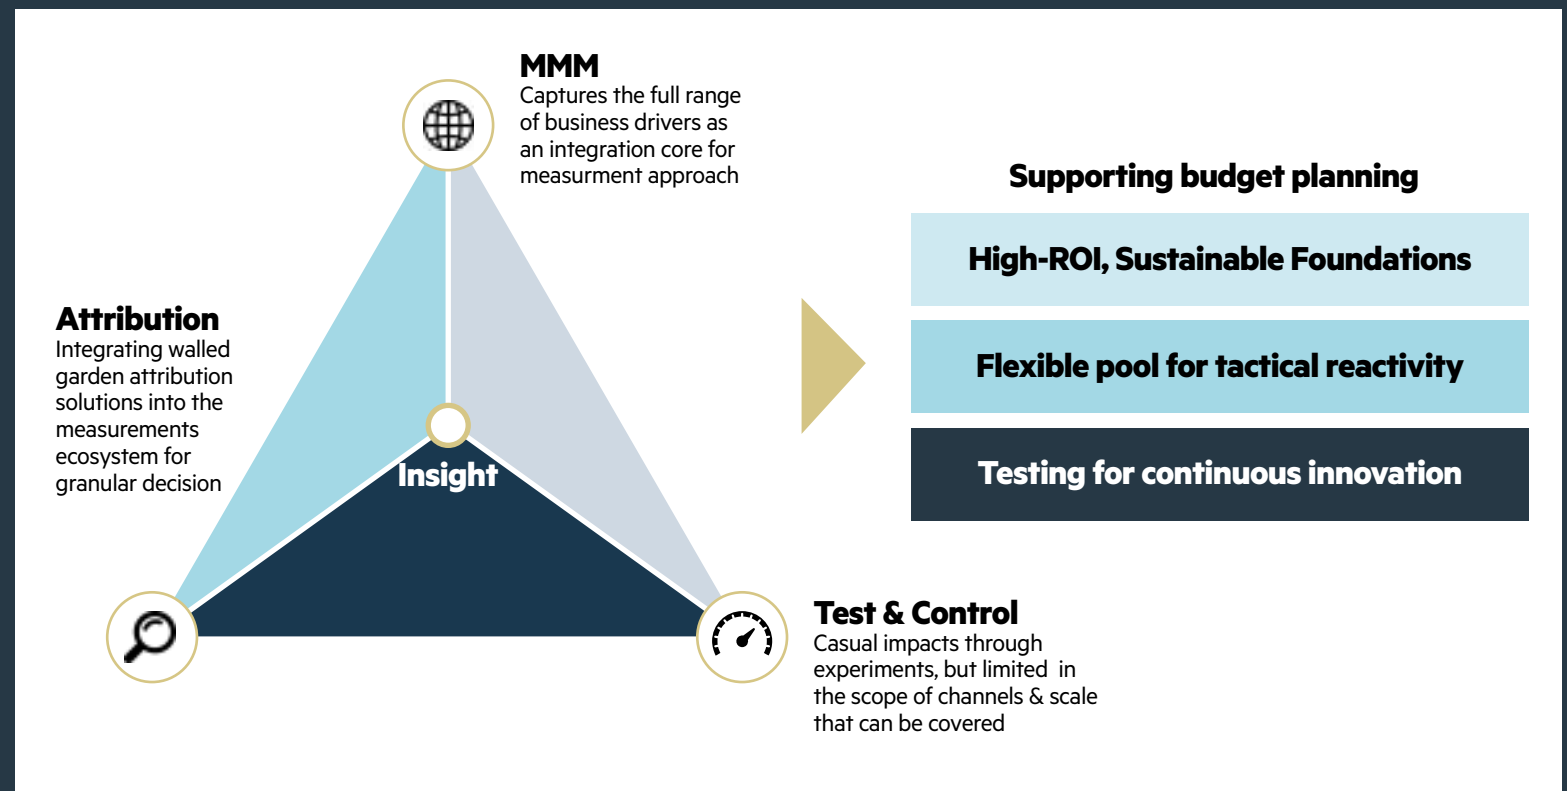 MMM
Captures the full range
of business drivers as
an integration core for
measurment approach
Attribution
Integrating walled
garden attribution
solutions into the
measurements
ecosystem for
granular decision
Insight
Test & Control
Casual impacts through
experiments, but limited in
the scope of channels & scale
that can be covered
Supporting budget planning
High-ROI, Sustainable Foundations
Flexible pool for tactical reactivity
Testing for continuous innovation